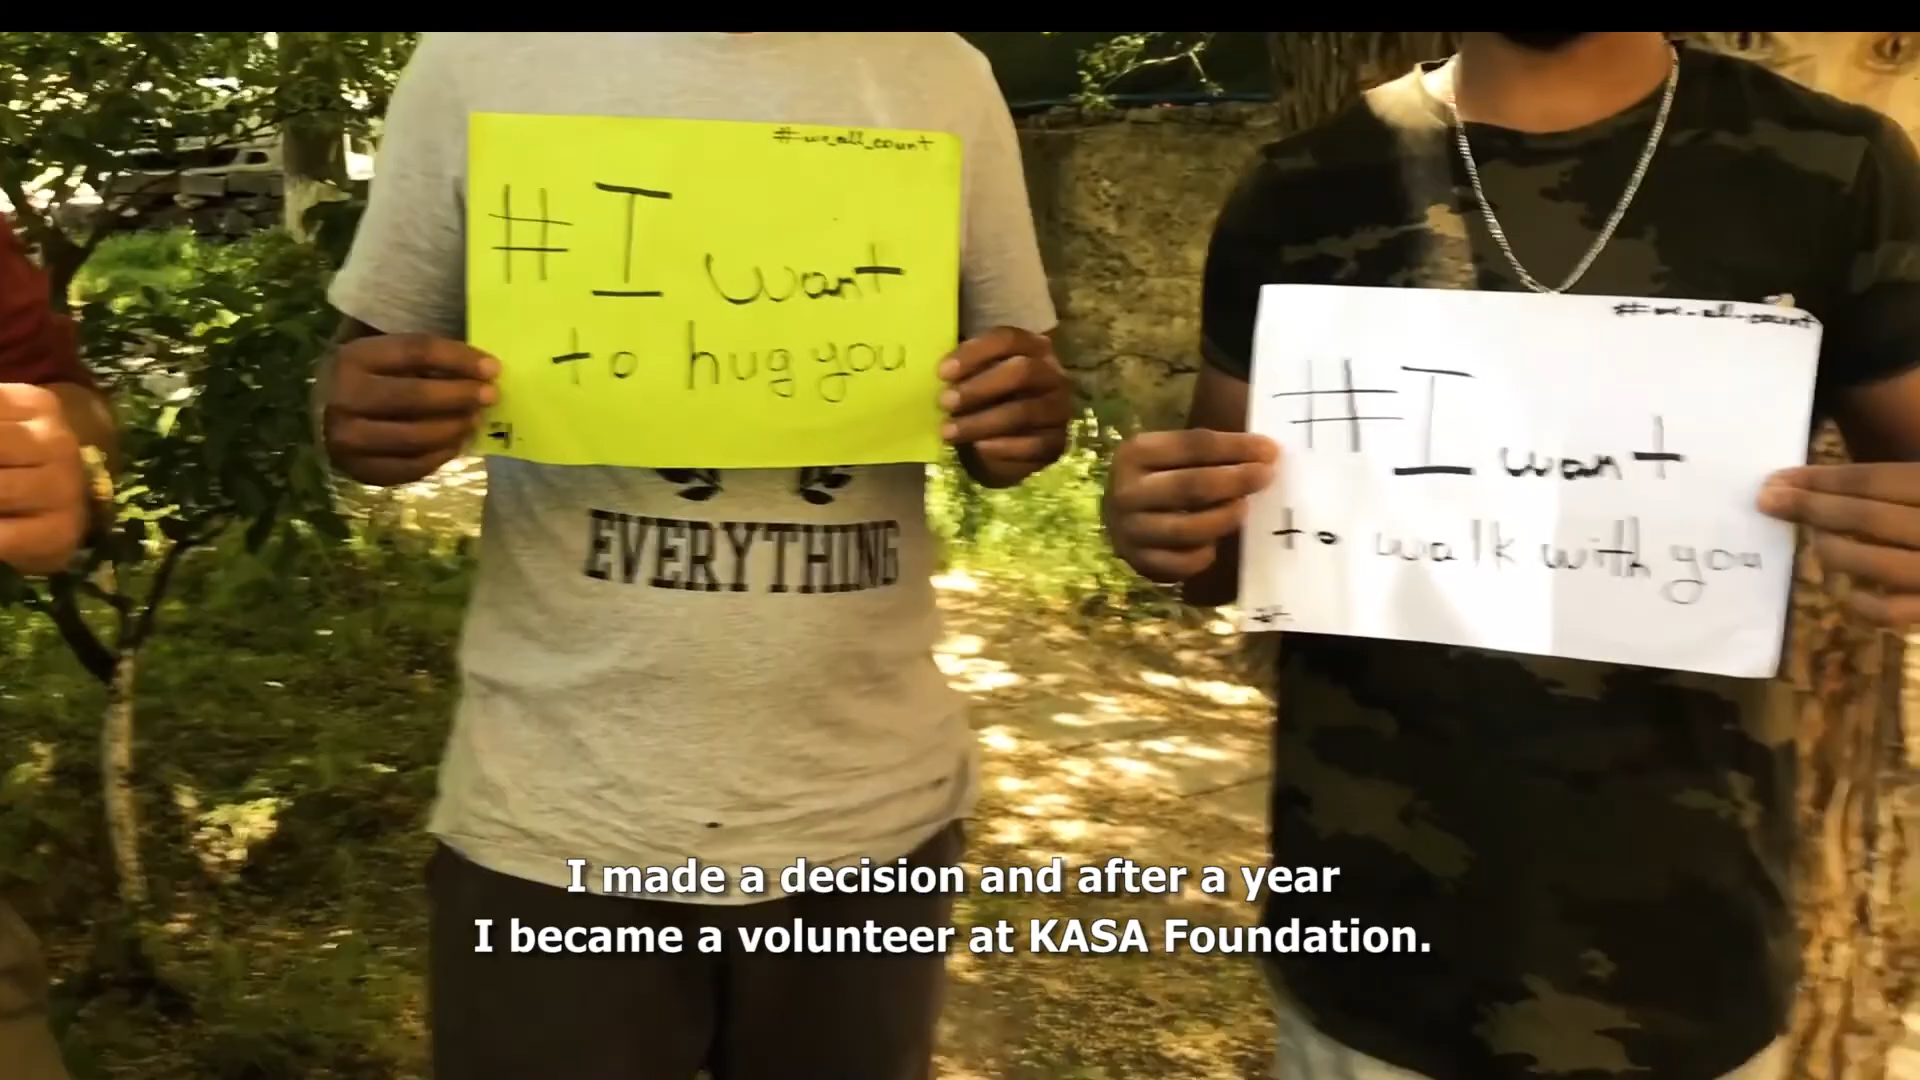 #we_all_count
#I want
to hug you
EVERYTHING
#we_all_count
#I want
to walk with you
I made a decision and after a year
I became a volunteer at KASA Foundation.